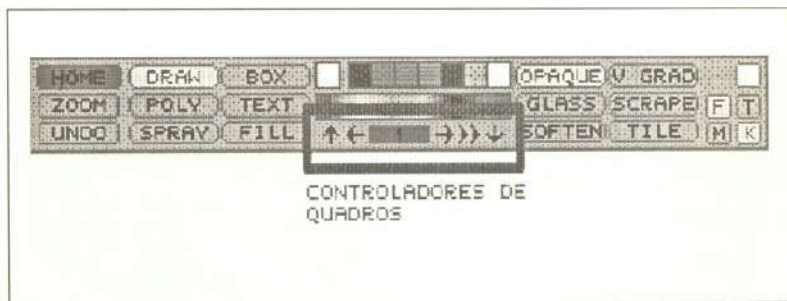 HOME DRAW BOX OPAQUE V GRAD
ZOOM POLY TEXT GLASS SCRAPE F T
UNDO SPRAY FILL ↑ ← 1 → >> ↓ SOFTEN TILE M K
CONTROLADORES DE
QUADROS